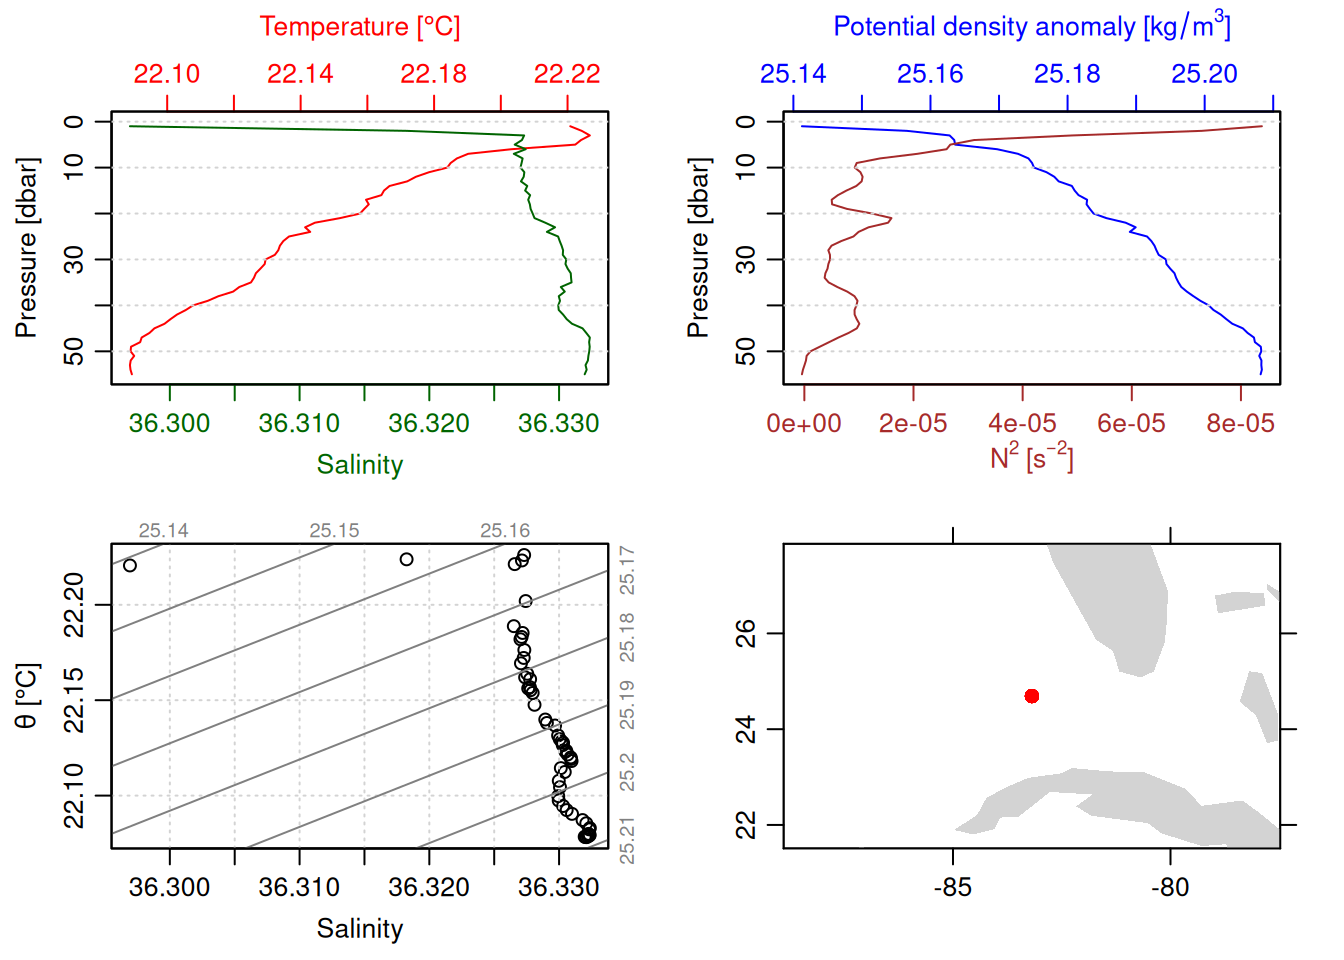 Temperature [°C]
22.10 22.14 22.18 22.22
Pressure [dbar]
0
10
30
50
36.300 36.310 36.320 36.330
Salinity
Potential density anomaly [kg/m³]
25.14 25.16 25.18 25.20
Pressure [dbar]
0
10
30
50
0e+00 2e-05 4e-05 6e-05 8e-05
N² [s⁻²]
25.14 25.15 25.16
25.17
25.18
25.19
25.2
25.21
θ [°C]
22.20
22.15
22.10
36.300 36.310 36.320 36.330
Salinity
26
24
22
-85 -80